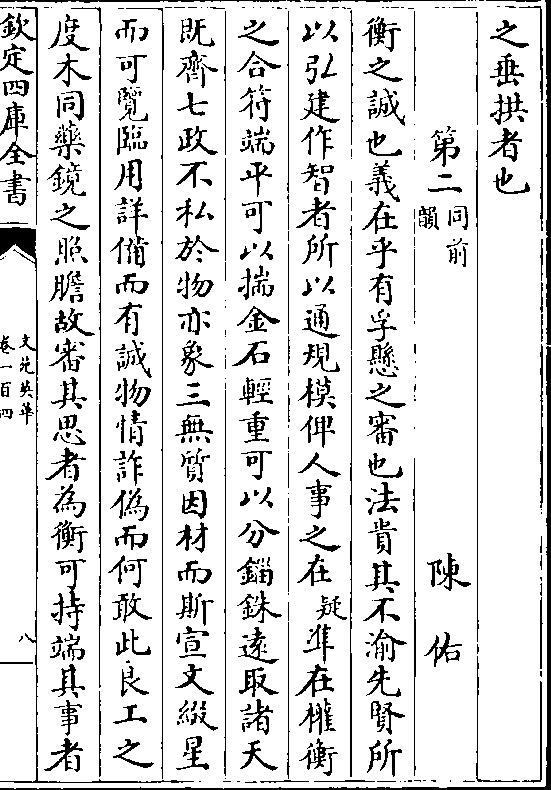 之垂拱者也
第二同前韻　陳佑
衡之誠也義在乎有孚懸之審也法貴其不渝先賢所
以弘建作智者所以通規模俾人事之在疑準在權衡
之合符端平可以揣金石輕重可以分錙銖遠取諸天
既齊七政不私於物亦象三無質因材而斯宣文綴星
而可覽臨用詳備而有誠物情詐偽而何敢此良工之
度木同藥鏡之照膽故審其思者為衡可持端其事者
欽定四庫全書
文苑英華
卷一百四
八